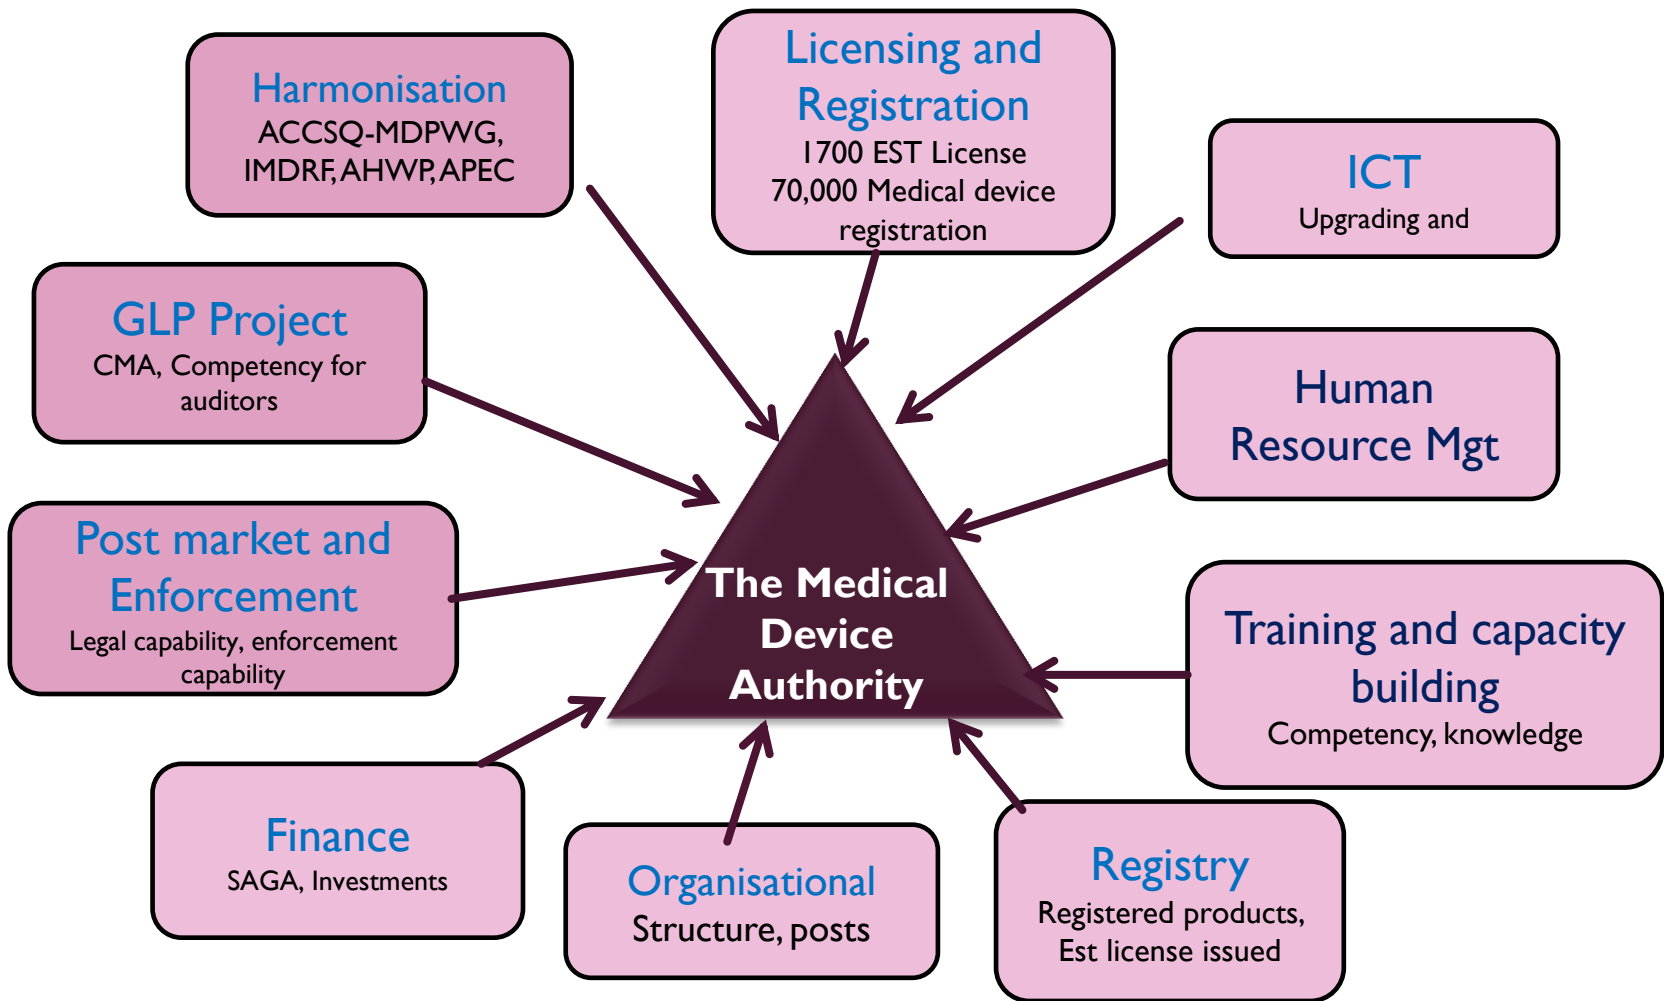 Harmonisation
ACCSQ-MDPWG,
IMDRF, AHWP, APEC
Licensing and
Registration
1700 EST License
70,000 Medical device
registration
ICT
Upgrading and
GLP Project
CMA, Competency for
auditors
Human
Resource Mgt
Post market and
Enforcement
Legal capability, enforcement
capability
The Medical
Device
Authority
Training and capacity
building
Competency, knowledge
Finance
SAGA, Investments
Organisational
Structure, posts
Registry
Registered products,
Est license issued